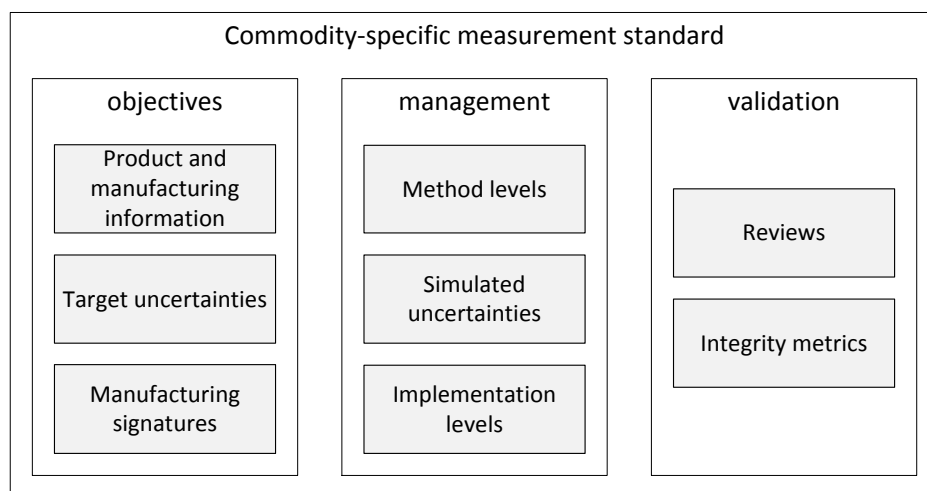 Commodity-specific measurement standard
objectives
Product and
manufacturing
information
Target uncertainties
Manufacturing
signatures
management
Method levels
Simulated
uncertainties
Implementation
levels
validation
Reviews
Integrity metrics